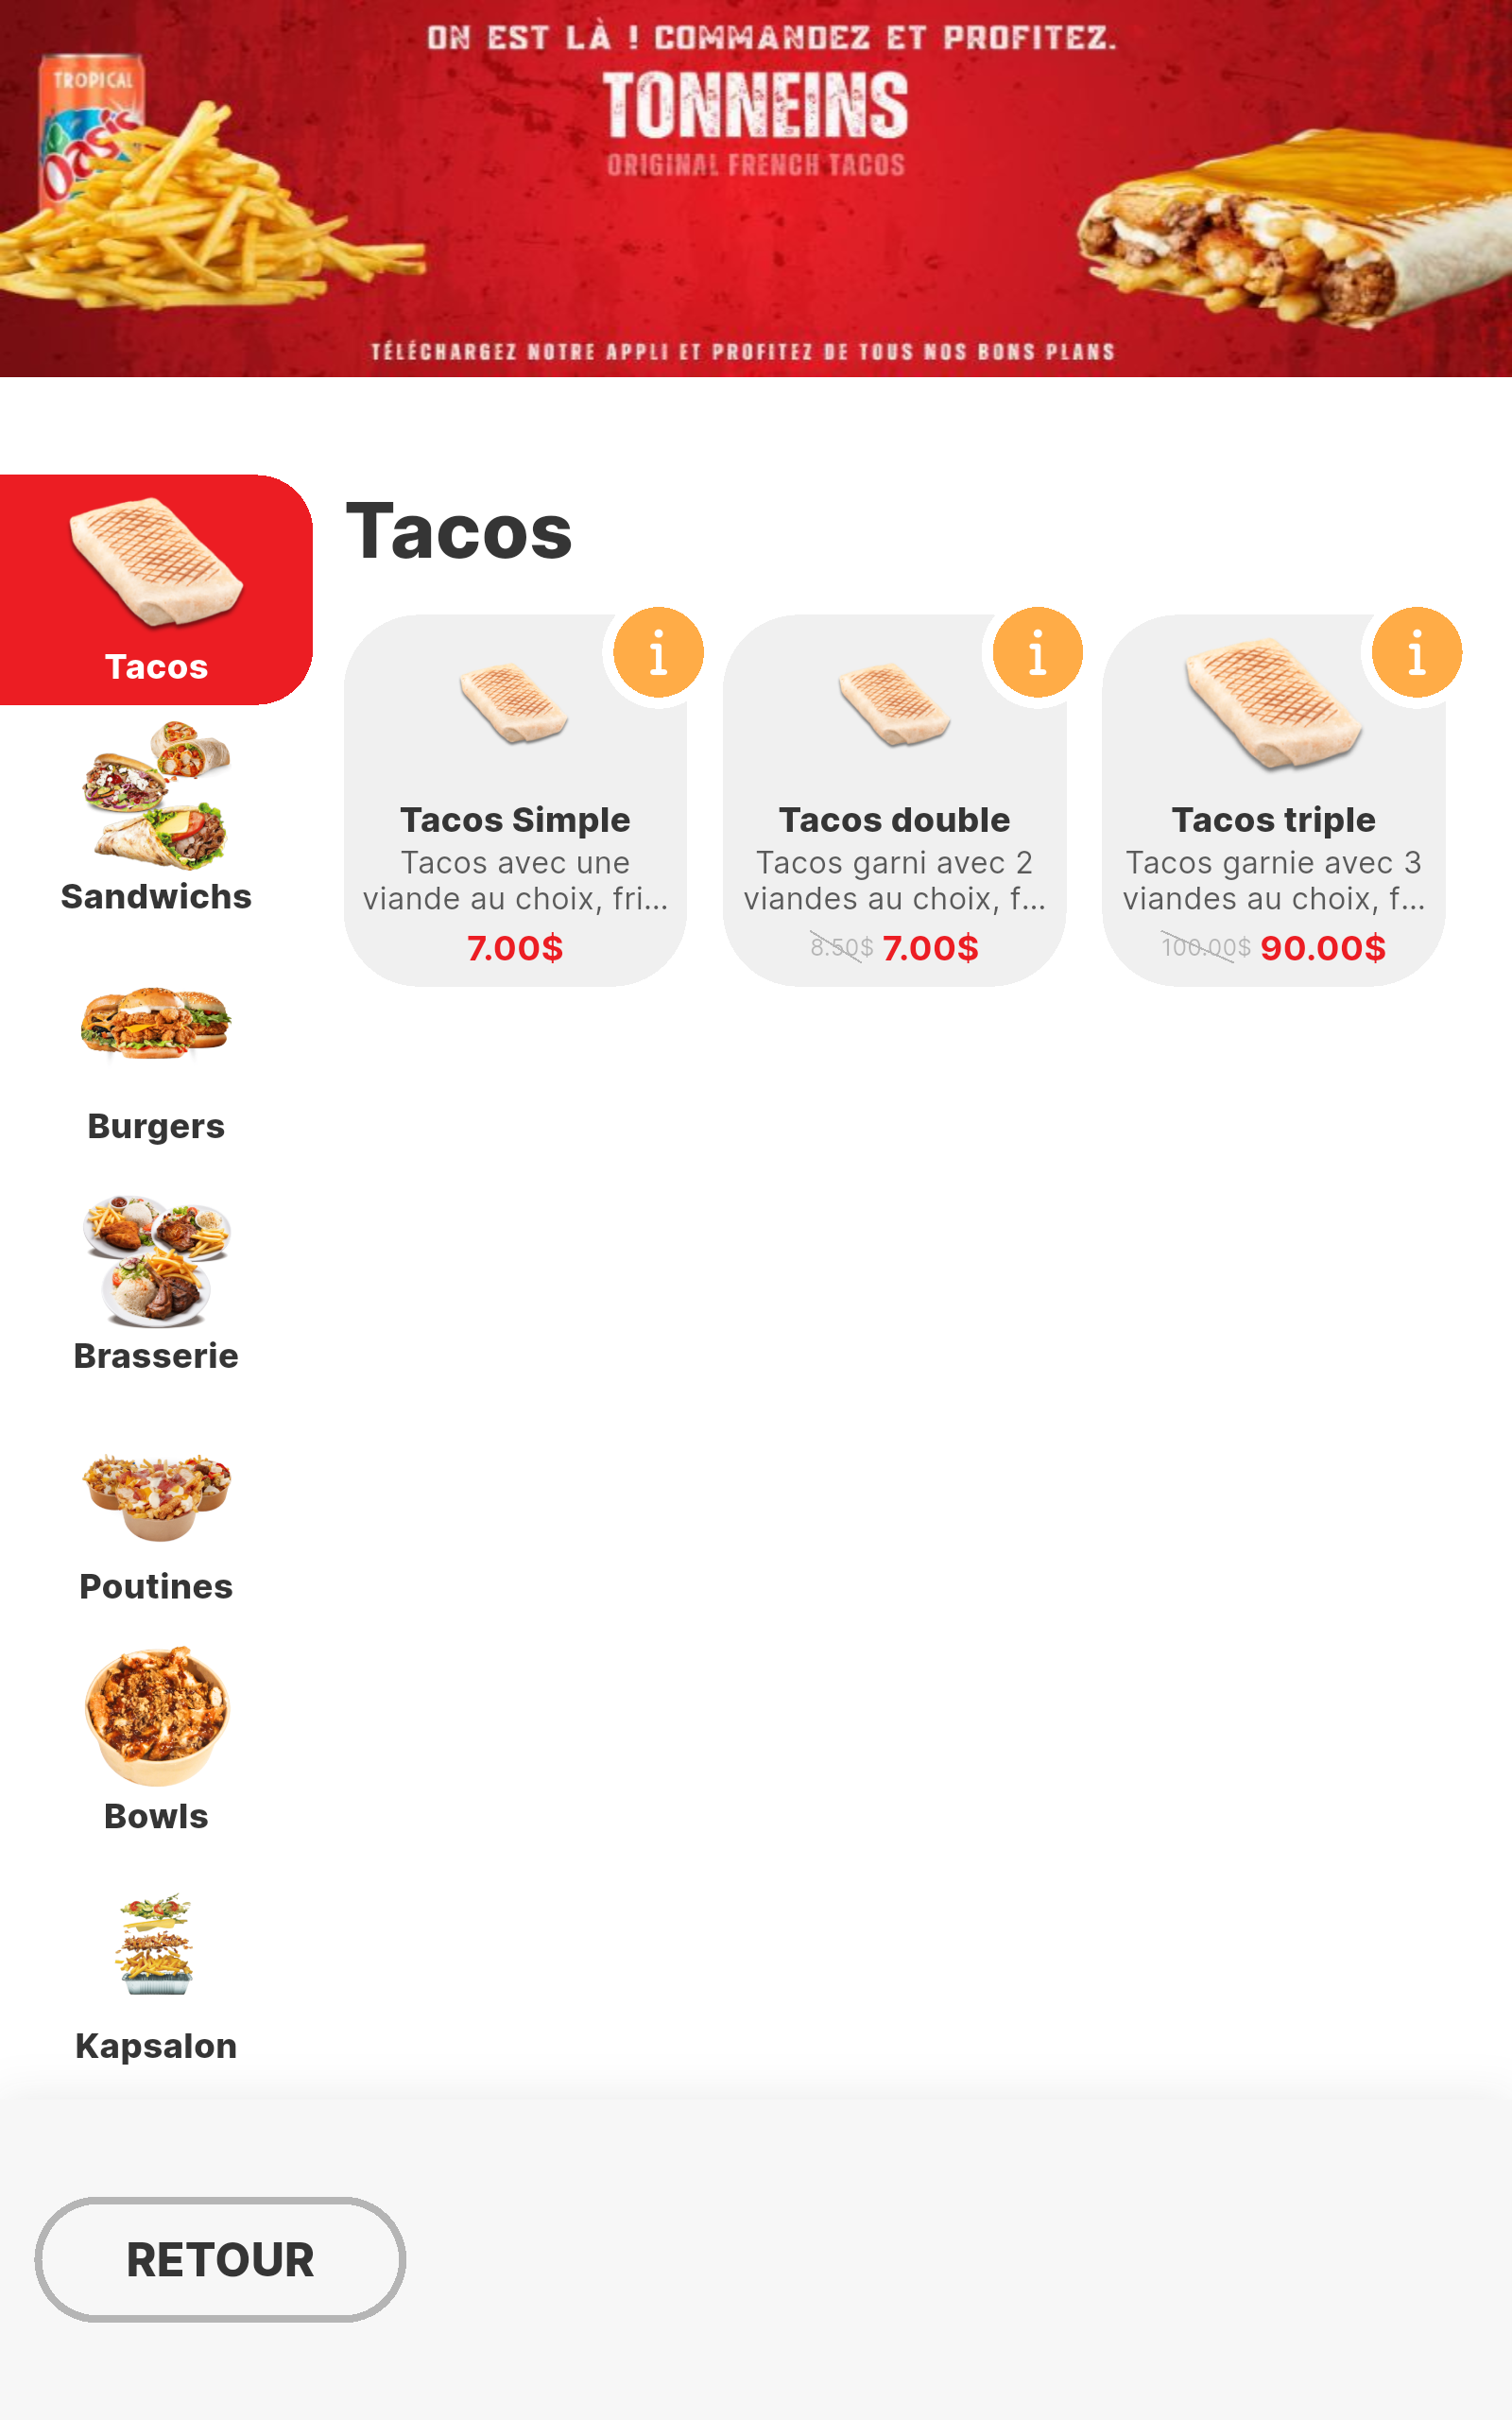 ON EST LÀ ! COMMANDEZ ET PROFITEZ.
TONNEINS
ORIGINAL FRENCH TACOS
TROPICAL
Oasis
TÉLÉCHARGEZ NOTRE APPLI ET PROFITEZ DE TOUS NOS BONS PLANS
Tacos
Sandwichs
Burgers
Brasserie
Poutines
Bowls
Kapsalon
Tacos
i
Tacos Simple
Tacos avec une
viande au choix, fri...
7.00$
i
Tacos double
Tacos garni avec 2
viandes au choix, f...
8.50$ 7.00$
i
Tacos triple
Tacos garnie avec 3
viandes au choix, f...
100.00$ 90.00$
RETOUR